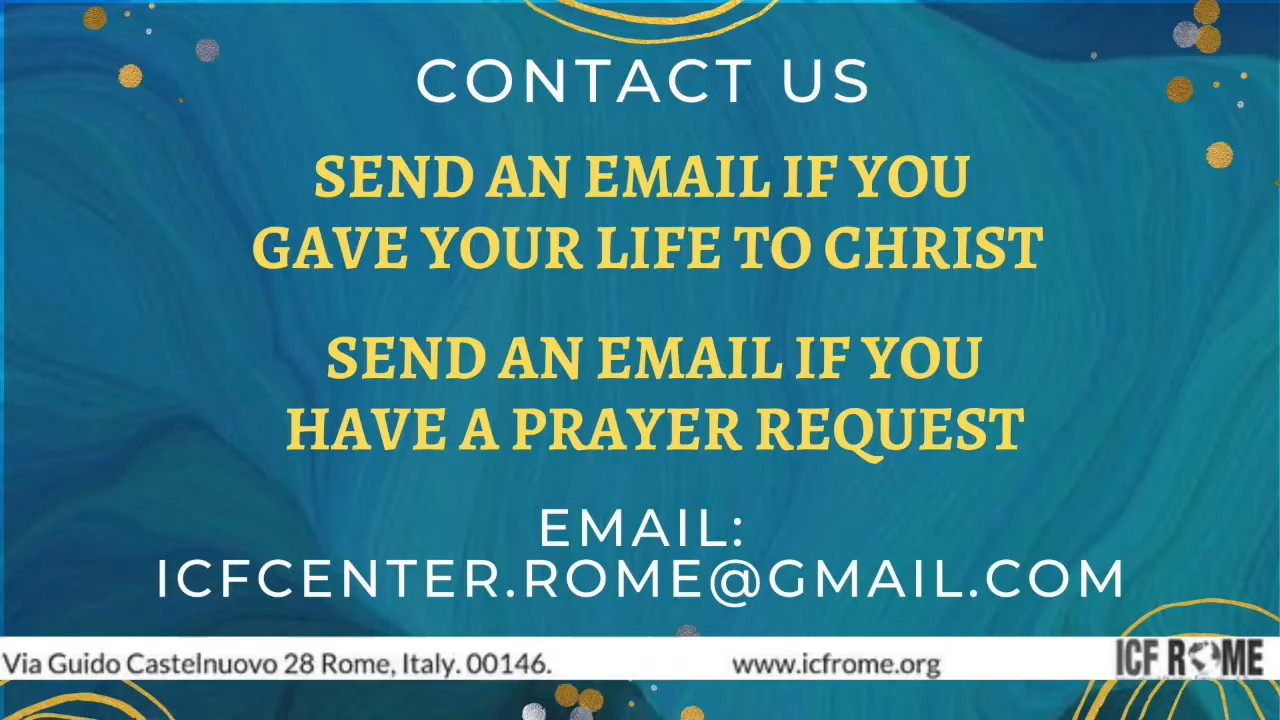 CONTACT US
SEND AN EMAIL IF YOU
GAVE YOUR LIFE TO CHRIST
SEND AN EMAIL IF YOU
HAVE A PRAYER REQUEST
EMAIL:
ICFCENTER.ROME@GMAIL.COM
Via Guido Castelnuovo 28 Rome, Italy. 00146. www.icfrome.org ICF ROME